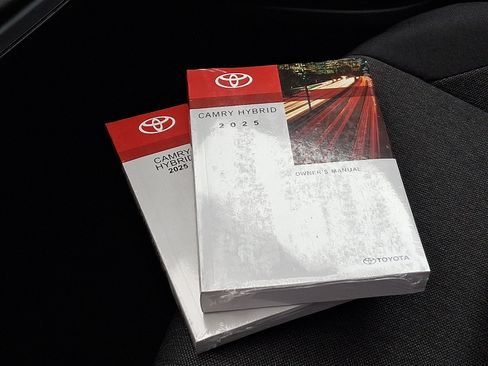 CAMRY HYBRID
2025
OWNER'S MANUAL
TOYOTA
CAMRY
HYBRID
2025